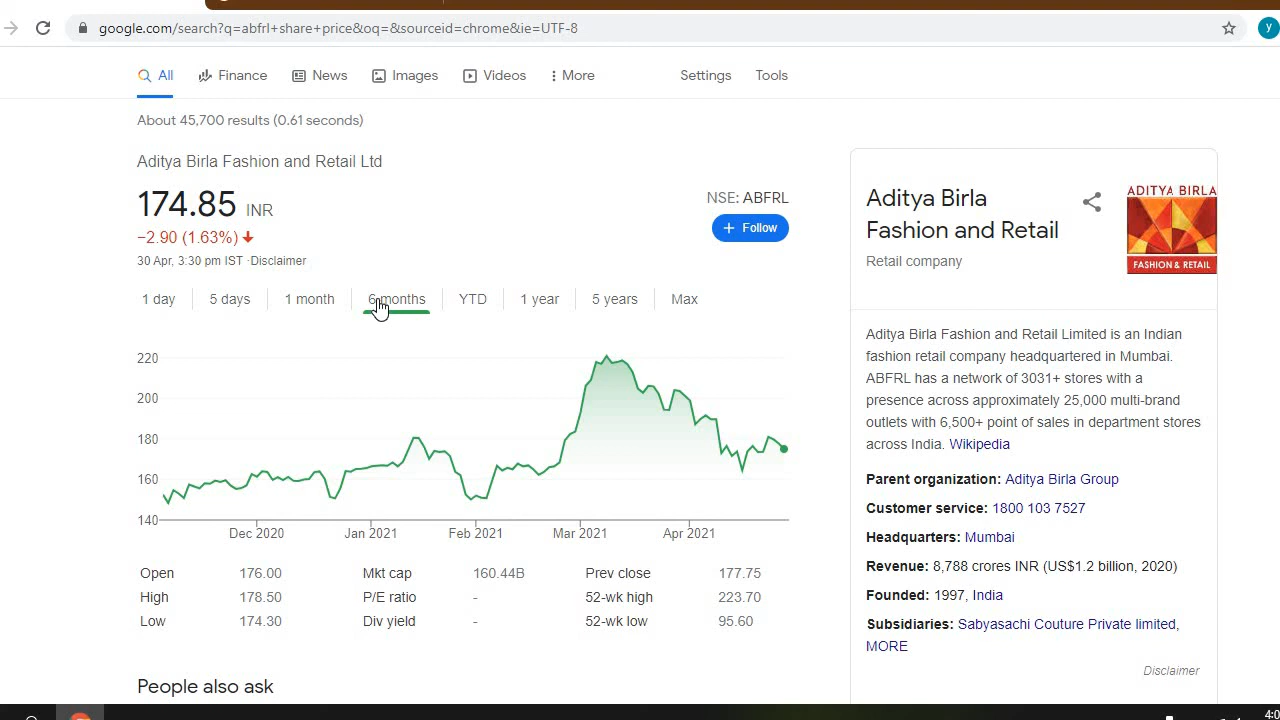 google.com/search?q=abfrl+share+price&oq=&sourceid=chrome&ie=UTF-8
y
All Finance News Images Videos More Settings Tools
About 45,700 results (0.61 seconds)
Aditya Birla Fashion and Retail Ltd
174.85 INR
NSE: ABFRL
−2.90 (1.63%)
+ Follow
30 Apr, 3:30 pm IST ·Disclaimer
1 day 5 days 1 month 6 months YTD 1 year 5 years Max
220
200
180
160
140
Dec 2020 Jan 2021 Feb 2021 Mar 2021 Apr 2021
Open 176.00 Mkt cap 160.44B Prev close 177.75
High 178.50 P/E ratio - 52-wk high 223.70
Low 174.30 Div yield - 52-wk low 95.60
People also ask
Aditya Birla
Fashion and Retail
Retail company
ADITYA BIRLA
FASHION & RETAIL
Aditya Birla Fashion and Retail Limited is an Indian
fashion retail company headquartered in Mumbai.
ABFRL has a network of 3031+ stores with a
presence across approximately 25,000 multi-brand
outlets with 6,500+ point of sales in department stores
across India. Wikipedia
Parent organization: Aditya Birla Group
Customer service: 1800 103 7527
Headquarters: Mumbai
Revenue: 8,788 crores INR (US$1.2 billion, 2020)
Founded: 1997, India
Subsidiaries: Sabyasachi Couture Private limited,
MORE
Disclaimer